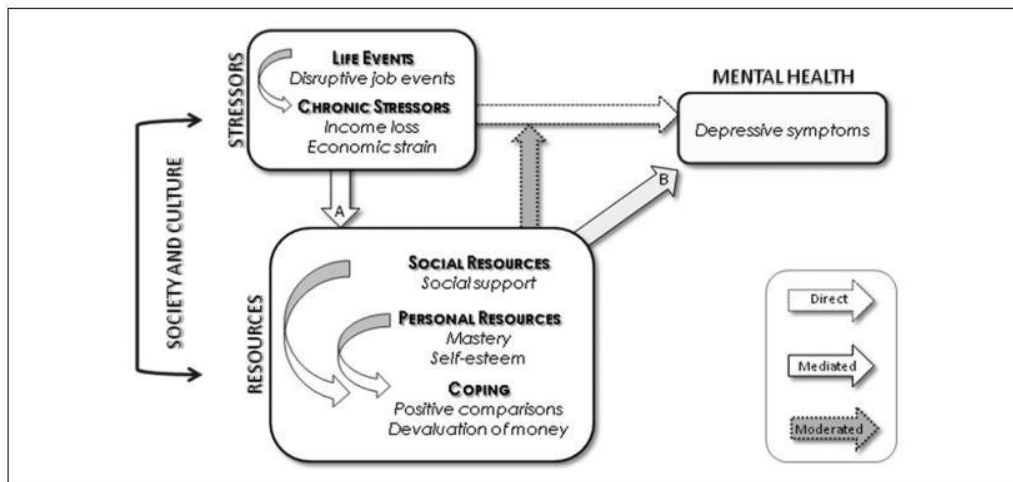 STRESSORS
LIFE EVENTS
Disruptive job events
CHRONIC STRESSORS
Income loss
Economic strain
MENTAL HEALTH
Depressive symptoms
SOCIETY AND CULTURE
A
B
RESOURCES
SOCIAL RESOURCES
Social support
PERSONAL RESOURCES
Mastery
Self-esteem
COPING
Positive comparisons
Devaluation of money
Direct
Mediated
Moderated